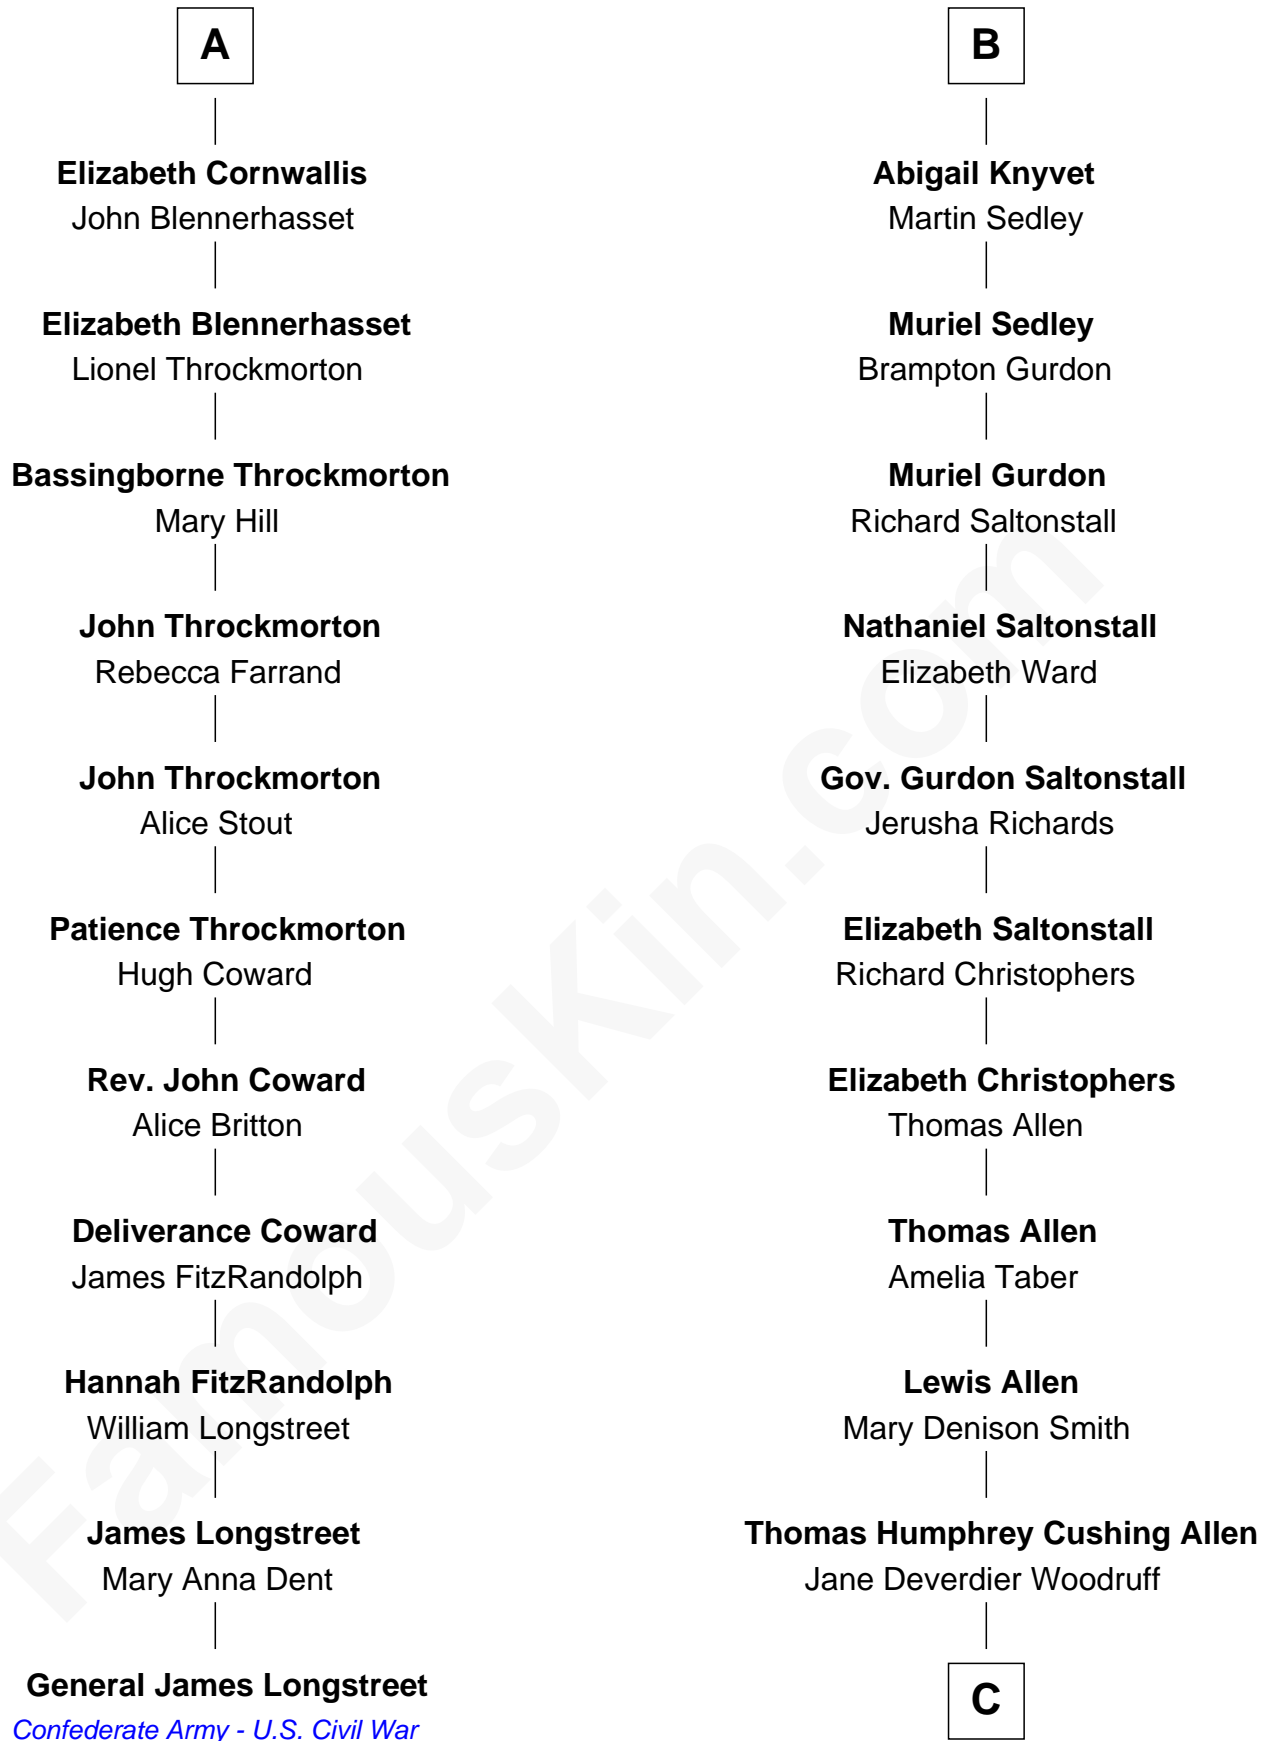 A
Elizabeth Cornwallis
John Blennerhasset
Elizabeth Blennerhasset
Lionel Throckmorton
Bassingborne Throckmorton
Mary Hill
John Throckmorton
Rebecca Farrand
John Throckmorton
Alice Stout
Patience Throckmorton
Hugh Coward
Rev. John Coward
Alice Britton
Deliverance Coward
James FitzRandolph
Hannah FitzRandolph
William Longstreet
James Longstreet
Mary Anna Dent
General James Longstreet
Confederate Army - U.S. Civil War
B
Abigail Knyvet
Martin Sedley
Muriel Sedley
Brampton Gurdon
Muriel Gurdon
Richard Saltonstall
Nathaniel Saltonstall
Elizabeth Ward
Gov. Gurdon Saltonstall
Jerusha Richards
Elizabeth Saltonstall
Richard Christophers
Elizabeth Christophers
Thomas Allen
Thomas Allen
Amelia Taber
Lewis Allen
Mary Denison Smith
Thomas Humphrey Cushing Allen
Jane Deverdier Woodruff
C
FamousKin.com